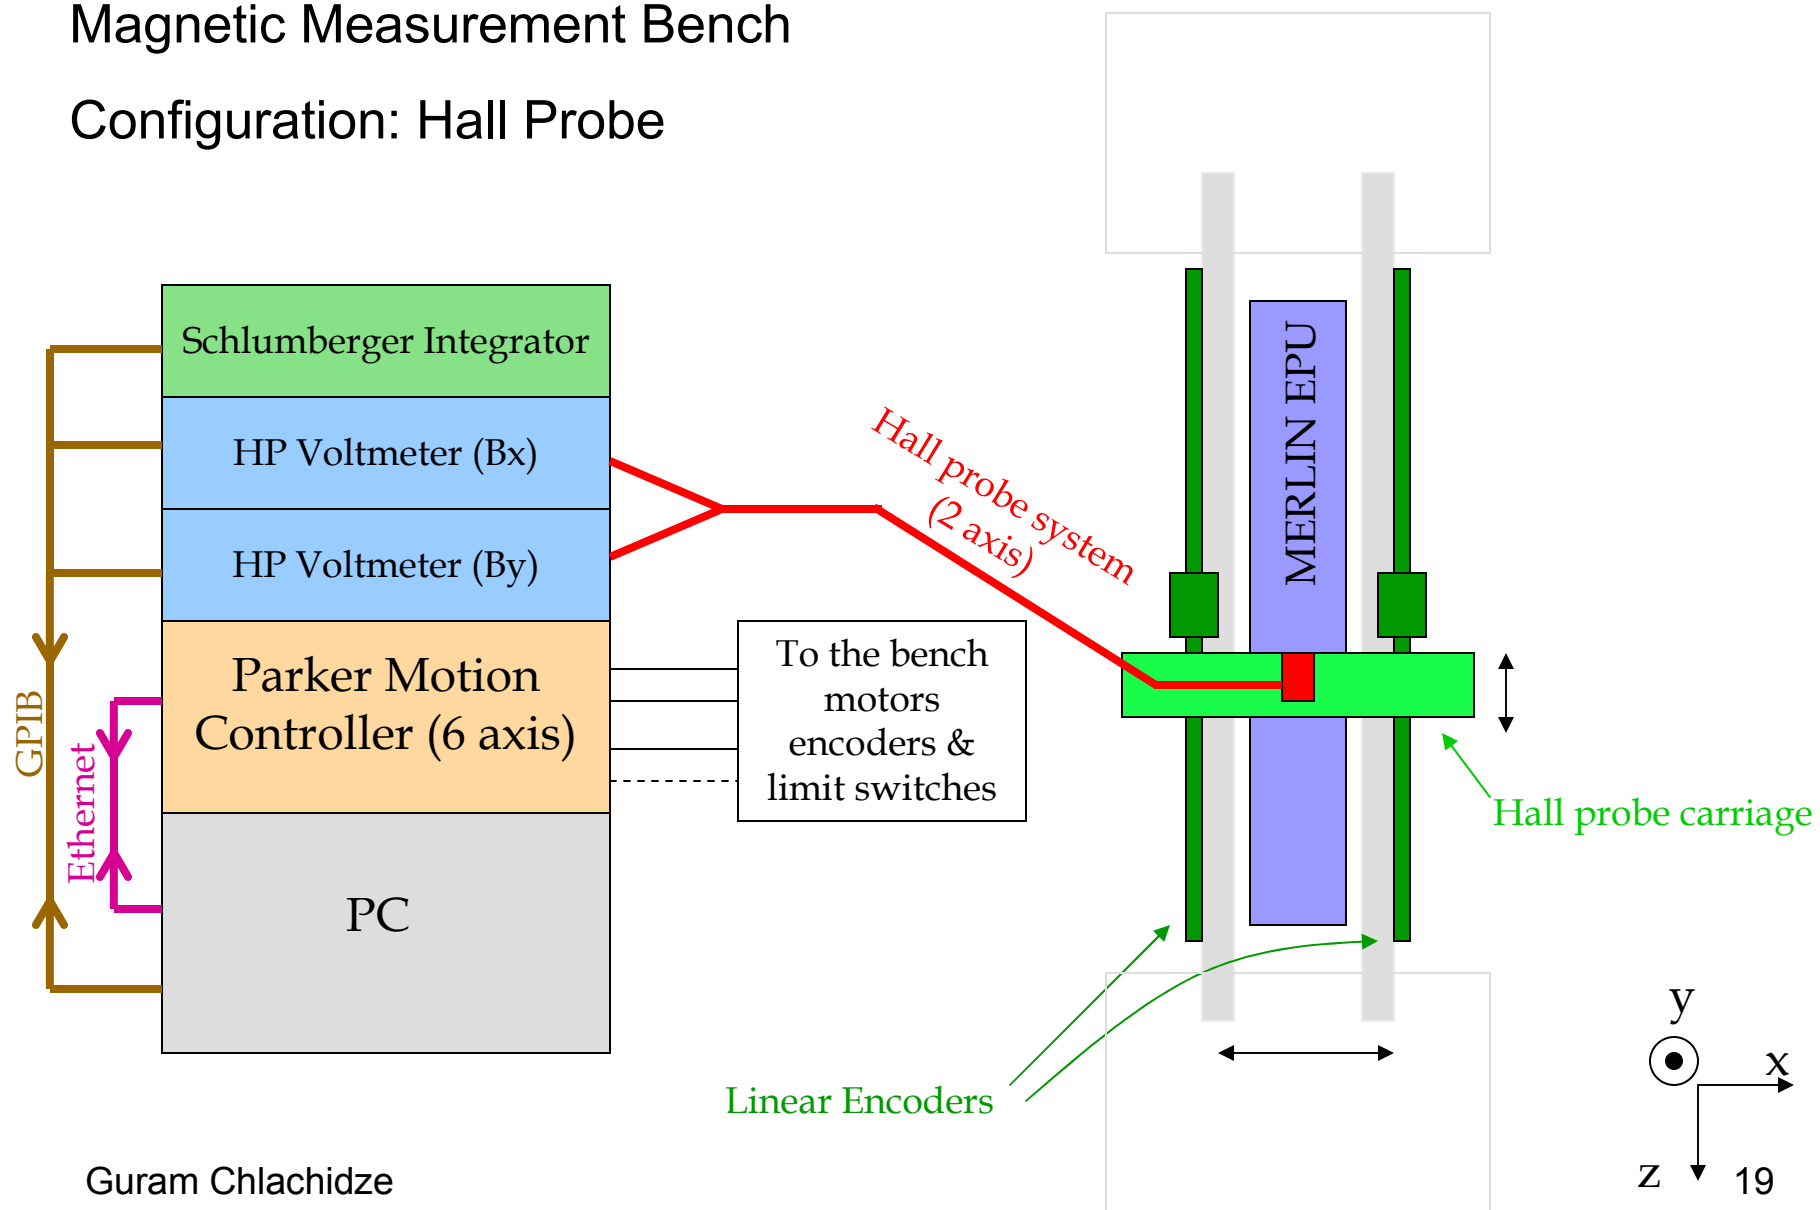 Magnetic Measurement Bench
Configuration: Hall Probe
Schlumberger Integrator
HP Voltmeter (Bx)
HP Voltmeter (By)
Parker Motion
Controller (6 axis)
PC
GPIB
Ethernet
To the bench
motors
encoders &
limit switches
Hall probe system
(2 axis)
MERLIN EPU
Hall probe carriage
Linear Encoders
y
x
z
Guram Chlachidze
19